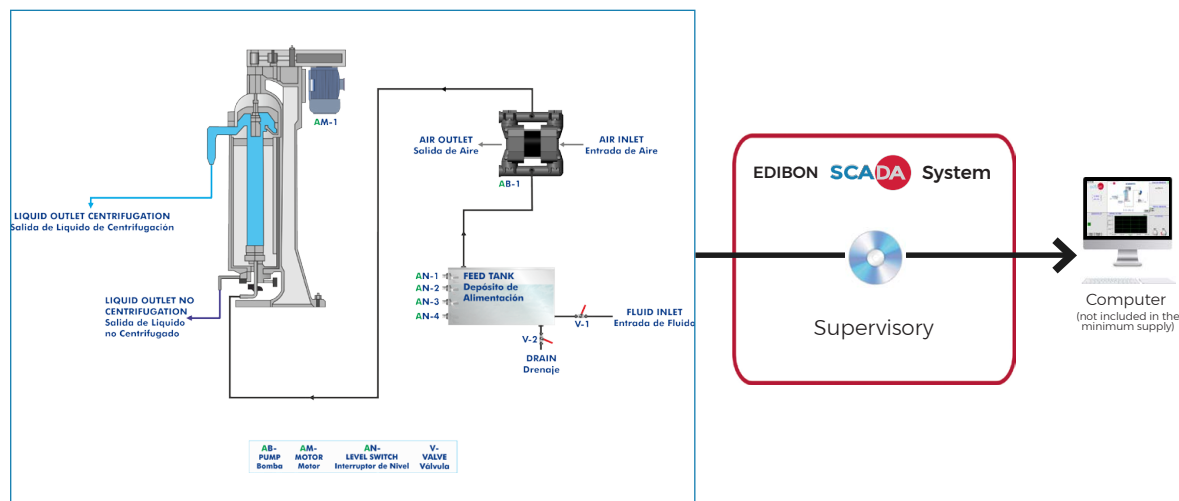 AM-1
AIR OUTLET
Salida de Aire
AIR INLET
Entrada de Aire
AB-1
LIQUID OUTLET CENTRIFUGATION
Salida de Líquido de Centrifugación
LIQUID OUTLET NO
CENTRIFUGATION
Salida de Líquido
no Centrifugado
AN-1
AN-2
AN-3
AN-4
FEED TANK
Depósito de
Alimentación
FLUID INLET
Entrada de Fluido
V-1
V-2
DRAIN
Drenaje
AB-
PUMP
Bomba
AM-
MOTOR
Motor
AN-
LEVEL SWITCH
Interruptor de Nivel
V-
VALVE
Válvula
EDIBON SCADA System
Supervisory
Computer
(not included in the
minimum supply)